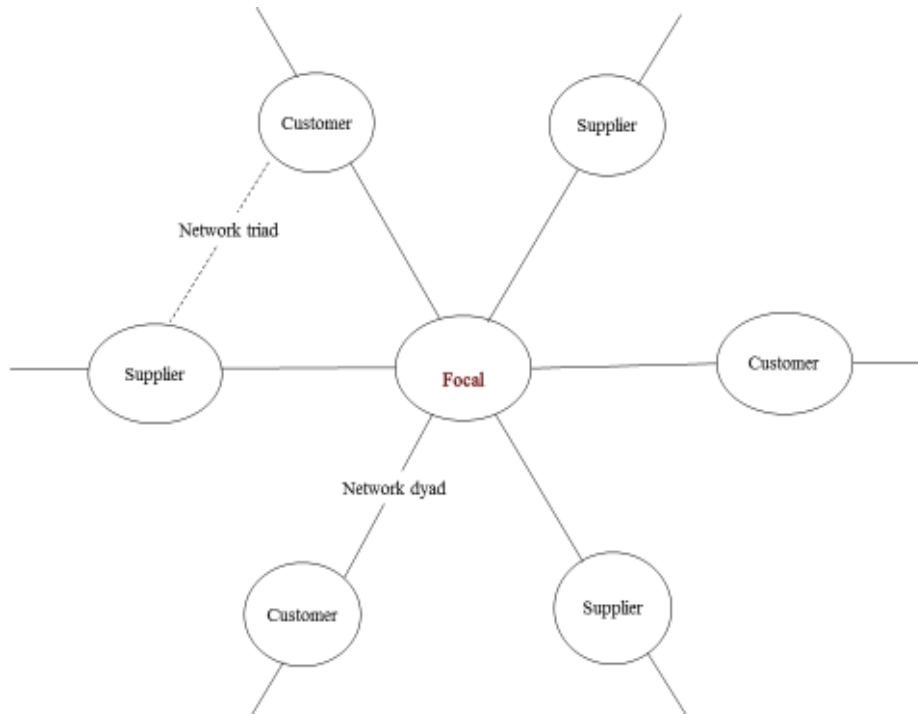 Customer
Supplier
Network triad
Supplier
Focal
Customer
Network dyad
Customer
Supplier